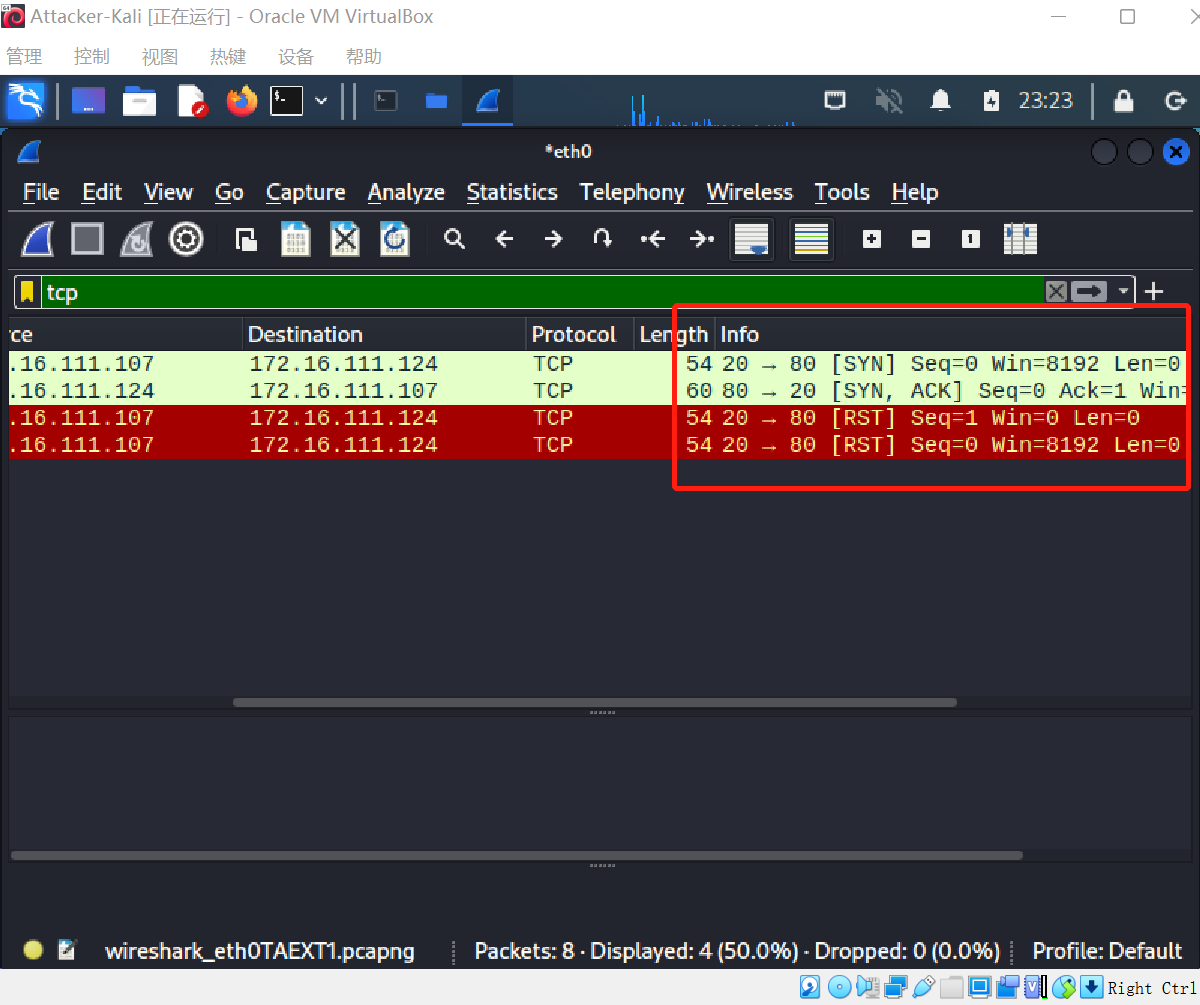 Attacker-Kali [正在运行] - Oracle VM VirtualBox
管理 控制 视图 热键 设备 帮助
23:23
*eth0
File Edit View Go Capture Analyze Statistics Telephony Wireless Tools Help
tcp
rce Destination Protocol Length Info
.16.111.107 172.16.111.124 TCP 54 20 → 80 [SYN] Seq=0 Win=8192 Len=0
.16.111.124 172.16.111.107 TCP 60 80 → 20 [SYN, ACK] Seq=0 Ack=1 Win=
.16.111.107 172.16.111.124 TCP 54 20 → 80 [RST] Seq=1 Win=0 Len=0
.16.111.107 172.16.111.124 TCP 54 20 → 80 [RST] Seq=0 Win=8192 Len=0
wireshark_eth0TAEXT1.pcapng Packets: 8 · Displayed: 4 (50.0%) · Dropped: 0 (0.0%) Profile: Default
Right Ctrl